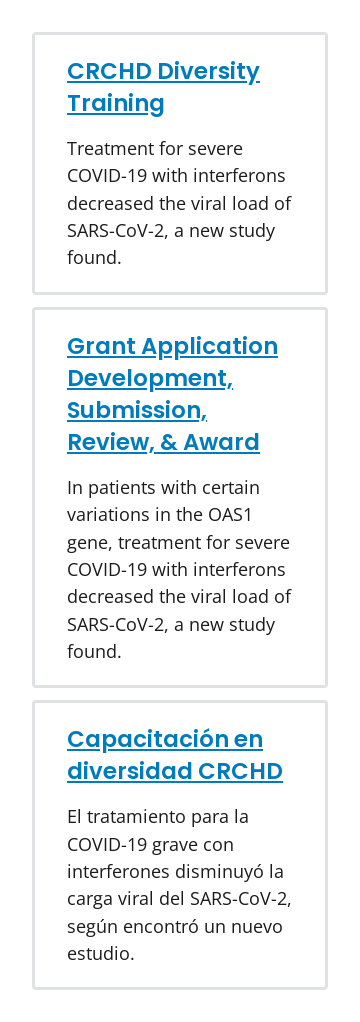 CRCHD Diversity
Training
Treatment for severe
COVID-19 with interferons
decreased the viral load of
SARS-CoV-2, a new study
found.
Grant Application
Development,
Submission,
Review, & Award
In patients with certain
variations in the OAS1
gene, treatment for severe
COVID-19 with interferons
decreased the viral load of
SARS-CoV-2, a new study
found.
Capacitación en
diversidad CRCHD
El tratamiento para la
COVID-19 grave con
interferones disminuyó la
carga viral del SARS-CoV-2,
según encontró un nuevo
estudio.